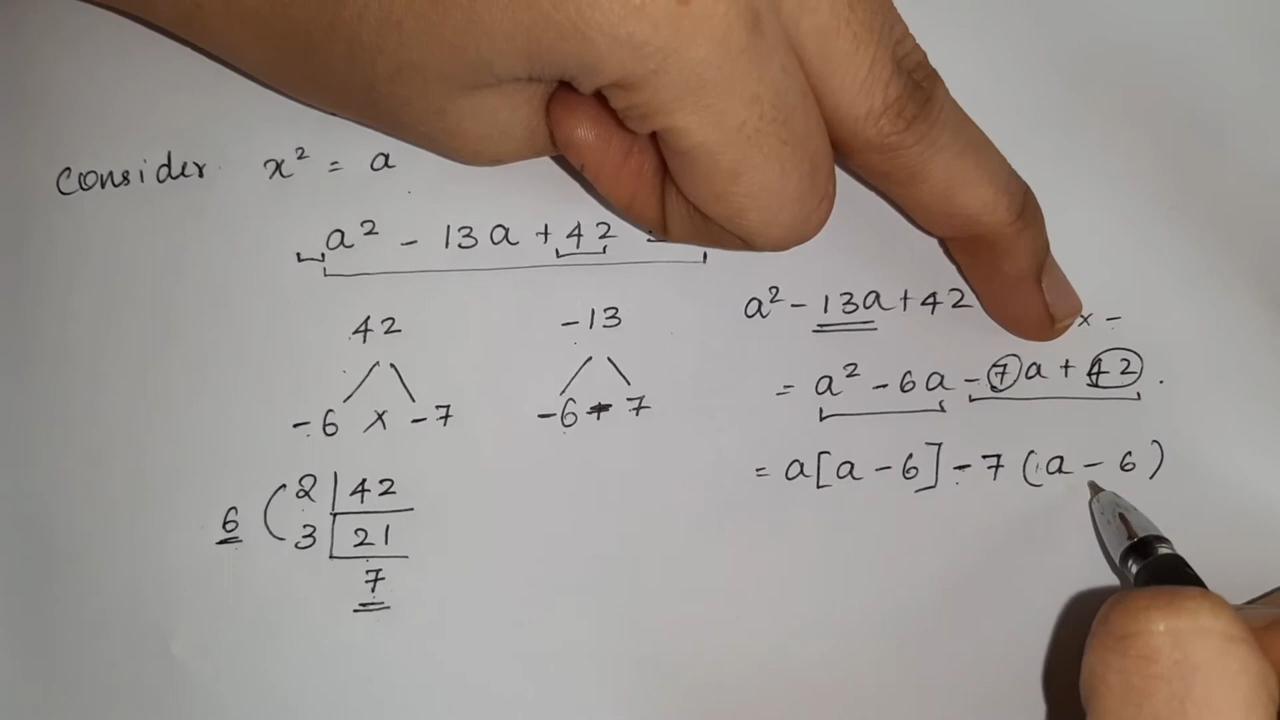 Consider x² = a
a² - 13a + 42
42
-6 x -7
-13
-6 - 7
6 ( 2 | 42
3 | 21
7
a² - 13a + 42
x -
= a² - 6a - 7a + 42.
= a[a - 6] - 7 (a - 6)